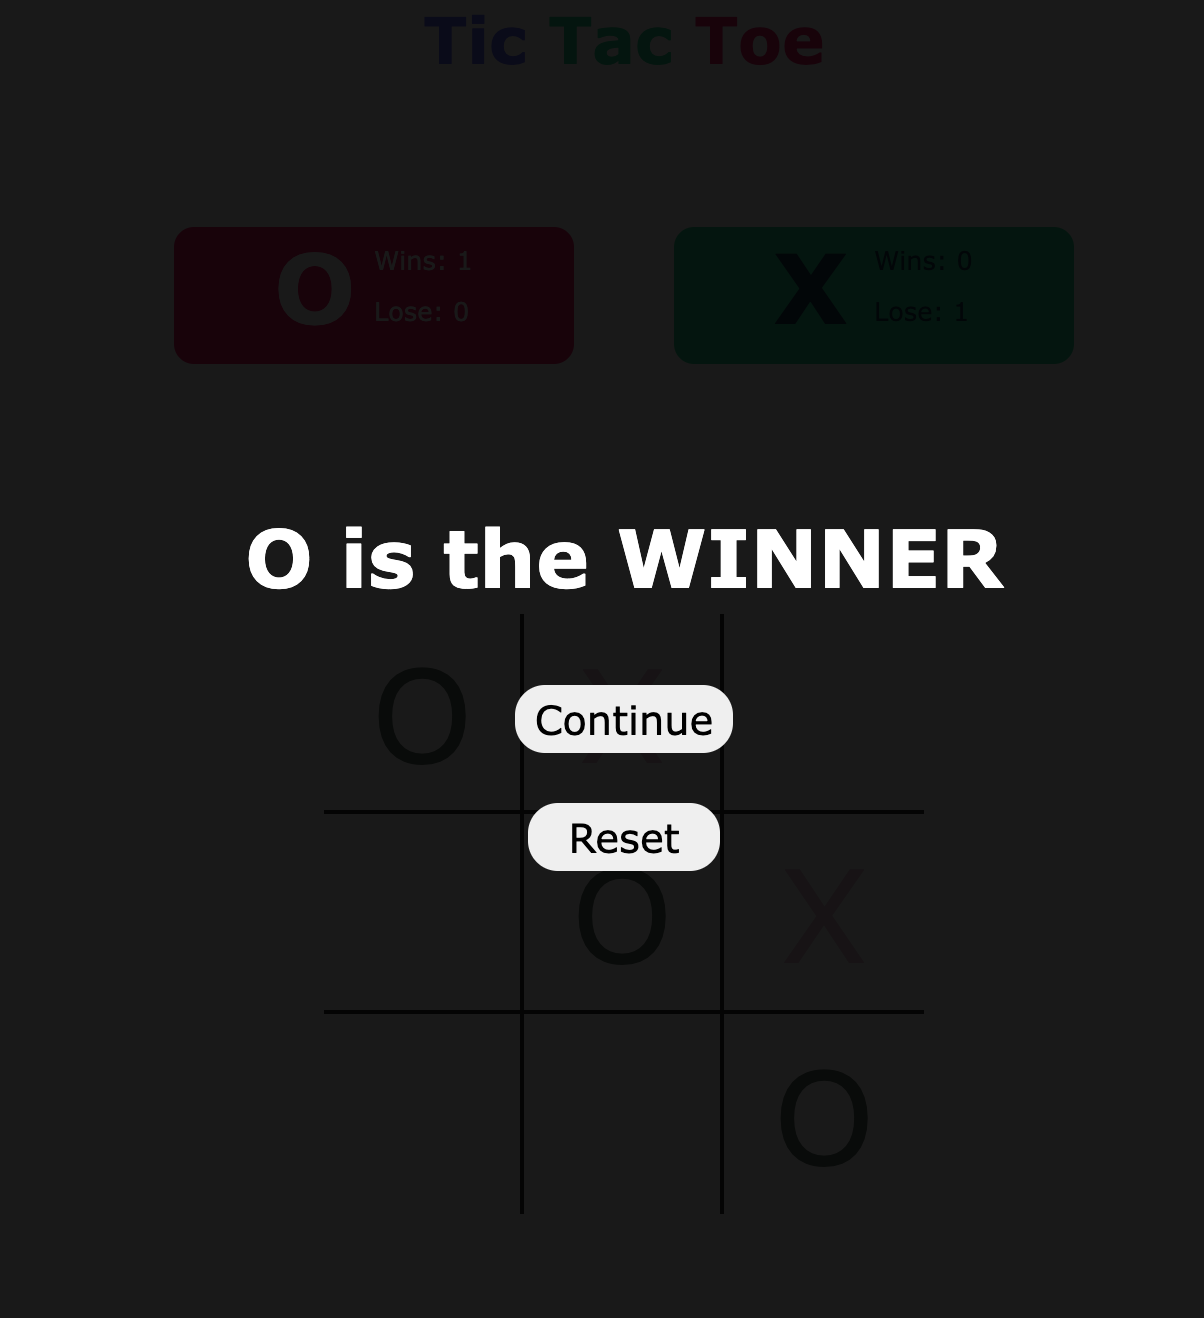 Tic Tac Toe
O Wins: 1
Lose: 0
X Wins: 0
Lose: 1
O is the WINNER
O X
Continue
Reset
O X
O